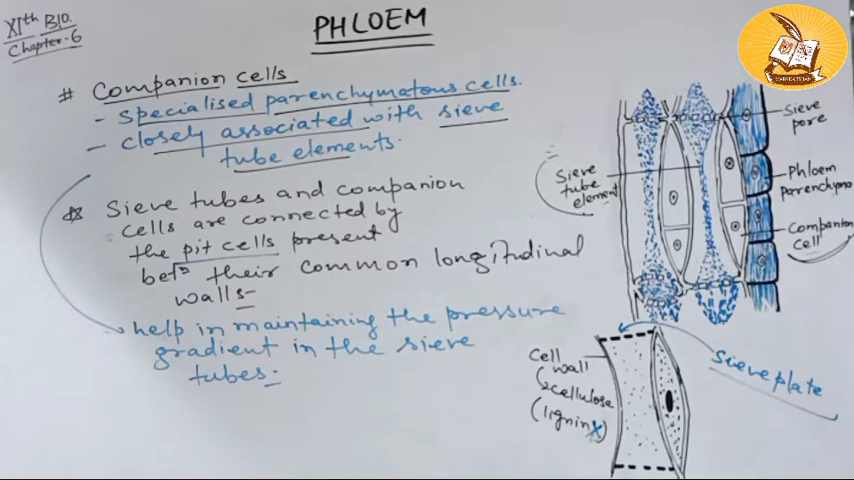 XIth BIO.
Chapter-6
PHLOEM
# Companion cells
- Specialised parenchymatous cells.
- closely associated with sieve
tube elements.
☆ Sieve tubes and companion
cells are connected by
the pit cells present
betn their common longitudinal
walls-
help in maintaining the pressure
gradient in the sieve
tubes-
Sieve
pore
Sieve
tube element
Phloem
parenchyma
Companion
cell
Cell
wall
cellulose
(lignin X)
Sieve plate